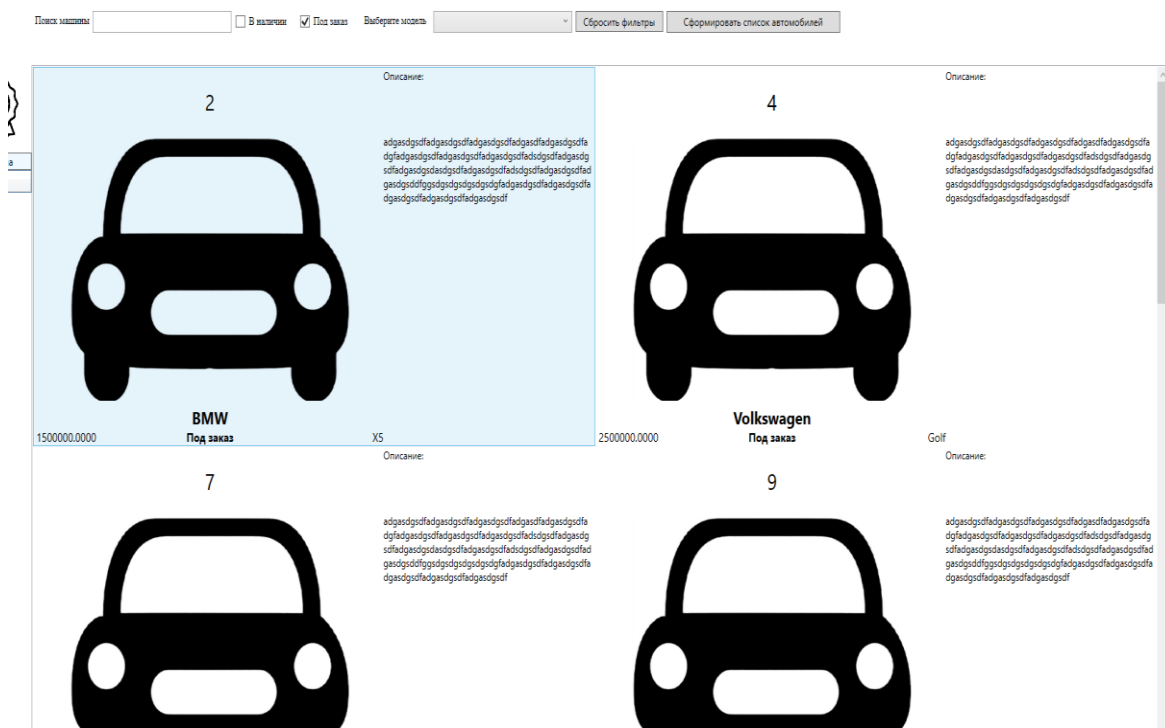 Поиск машины
В наличии
Под заказ
Выберите модель
Сбросить фильтры
Сформировать список автомобилей
а
2
Описание:
adgasdgsdfadgasdgsdfadgasdgsdfadgasdfadgasdgsdfa
dgfadgasdgsdfadgasdgsdfadgasdgsdfadsdgsdfadgasdg
sdfadgasdgsdasdgsdfadgasdgsdfadsdgsdfadgasdgsdfad
gasdgsddfggsdgsdgsdgsdgsdgfadgasdgsdfadgasdgsdfa
dgasdgsdfadgasdgsdfadgasdgsdf
BMW
1500000.0000
Под заказ
X5
4
Описание:
adgasdgsdfadgasdgsdfadgasdgsdfadgasdfadgasdgsdfa
dgfadgasdgsdfadgasdgsdfadgasdgsdfadsdgsdfadgasdg
sdfadgasdgsdasdgsdfadgasdgsdfadsdgsdfadgasdgsdfad
gasdgsddfggsdgsdgsdgsdgsdgfadgasdgsdfadgasdgsdfa
dgasdgsdfadgasdgsdfadgasdgsdf
Volkswagen
2500000.0000
Под заказ
Golf
7
Описание:
adgasdgsdfadgasdgsdfadgasdgsdfadgasdfadgasdgsdfa
dgfadgasdgsdfadgasdgsdfadgasdgsdfadsdgsdfadgasdg
sdfadgasdgsdasdgsdfadgasdgsdfadsdgsdfadgasdgsdfad
gasdgsddfggsdgsdgsdgsdgsdgfadgasdgsdfadgasdgsdfa
dgasdgsdfadgasdgsdfadgasdgsdf
9
Описание:
adgasdgsdfadgasdgsdfadgasdgsdfadgasdfadgasdgsdfa
dgfadgasdgsdfadgasdgsdfadgasdgsdfadsdgsdfadgasdg
sdfadgasdgsdasdgsdfadgasdgsdfadsdgsdfadgasdgsdfad
gasdgsddfggsdgsdgsdgsdgsdgfadgasdgsdfadgasdgsdfa
dgasdgsdfadgasdgsdfadgasdgsdf